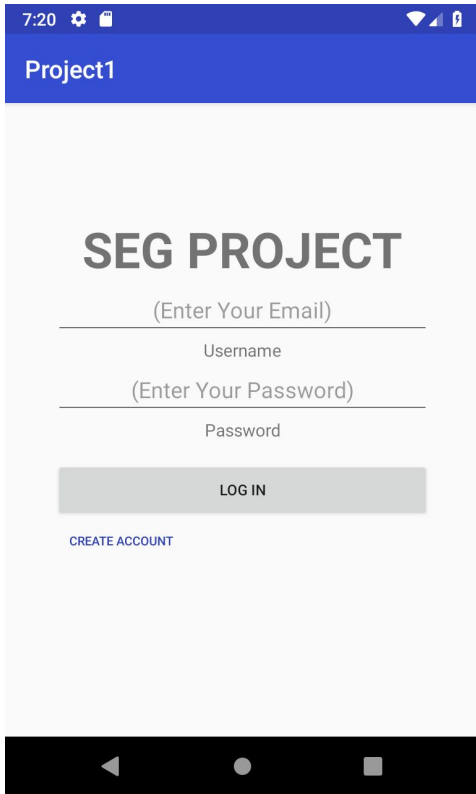 7:20
Project1
SEG PROJECT
(Enter Your Email)
Username
(Enter Your Password)
Password
LOG IN
CREATE ACCOUNT